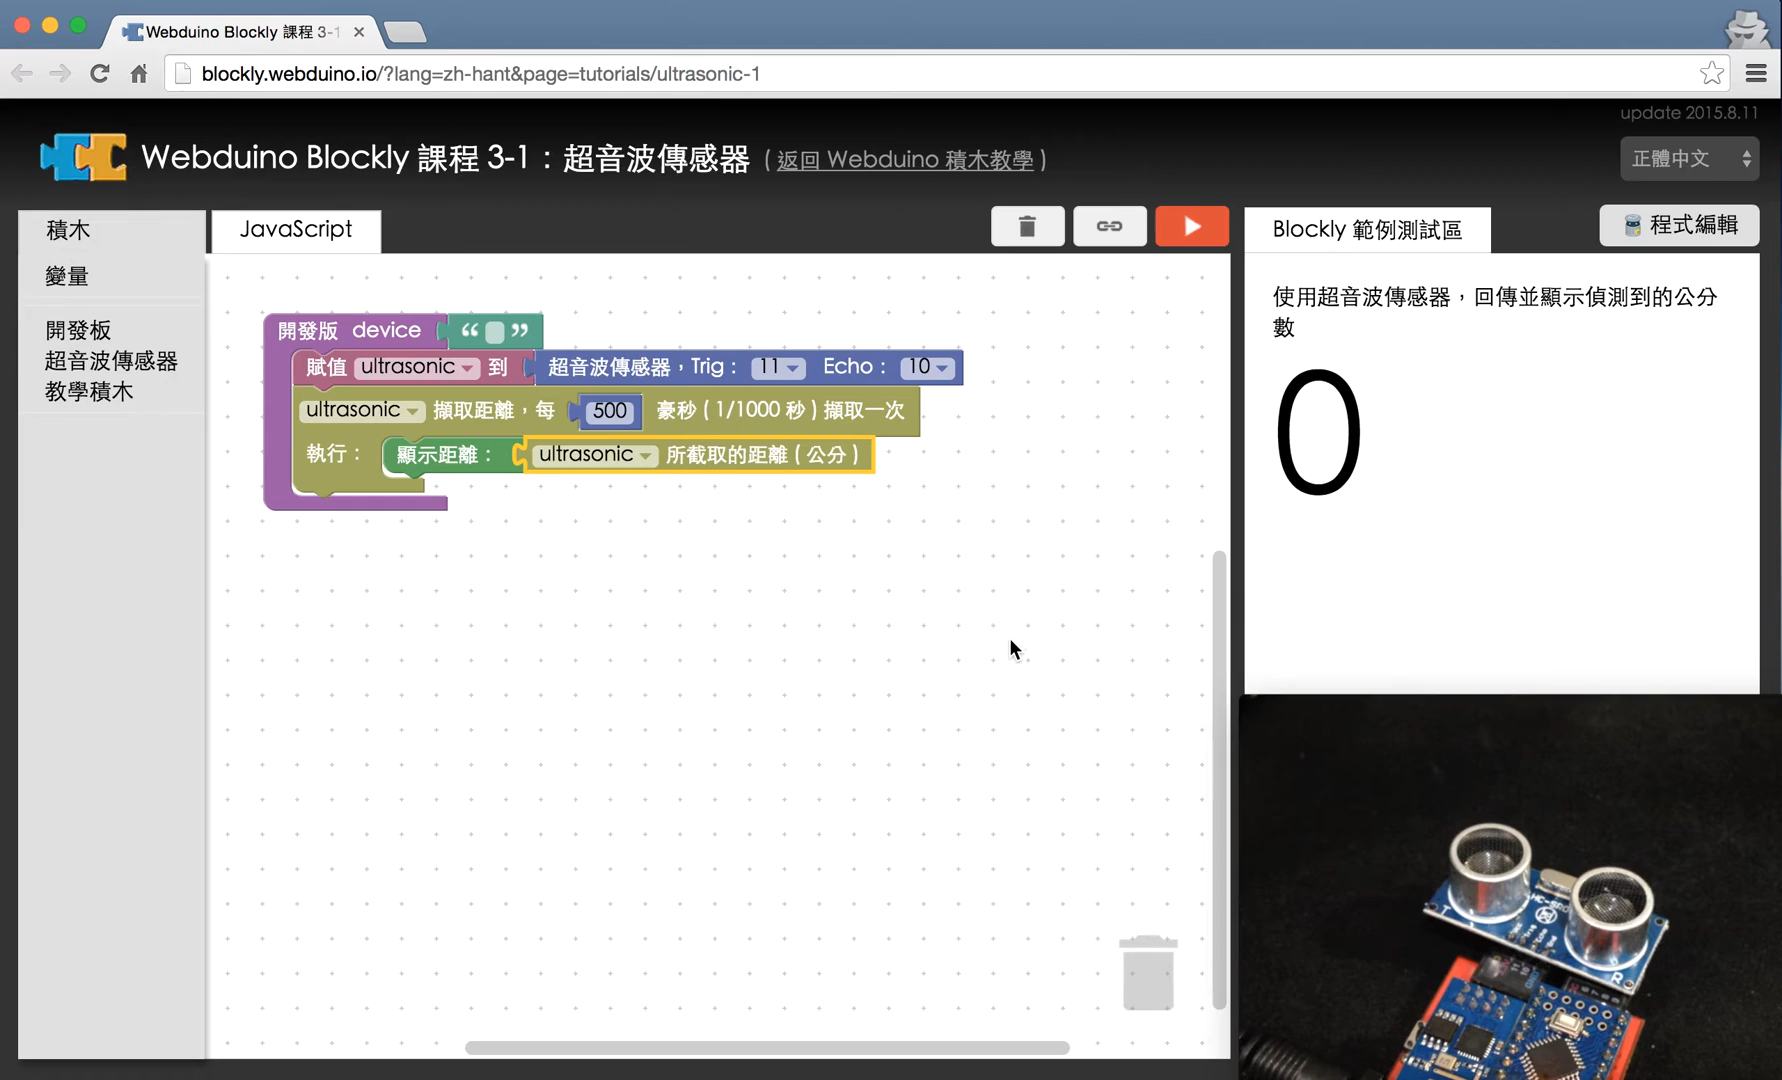 Webduino Blockly 課程 3-1
blockly.webduino.io/?lang=zh-hant&page=tutorials/ultrasonic-1
update 2015.8.11
Webduino Blockly 課程 3-1：超音波傳感器 ( 返回 Webduino 積木教學 )
正體中文
積木
變量
開發板
超音波傳感器
教學積木
JavaScript
開發版 device “ ”
賦值 ultrasonic 到 超音波傳感器，Trig： 11 Echo： 10
ultrasonic 擷取距離，每 500 豪秒 ( 1/1000 秒 ) 擷取一次
執行： 顯示距離： ultrasonic 所截取的距離 ( 公分 )
Blockly 範例測試區
程式編輯
使用超音波傳感器，回傳並顯示偵測到的公分
數
0
T
R